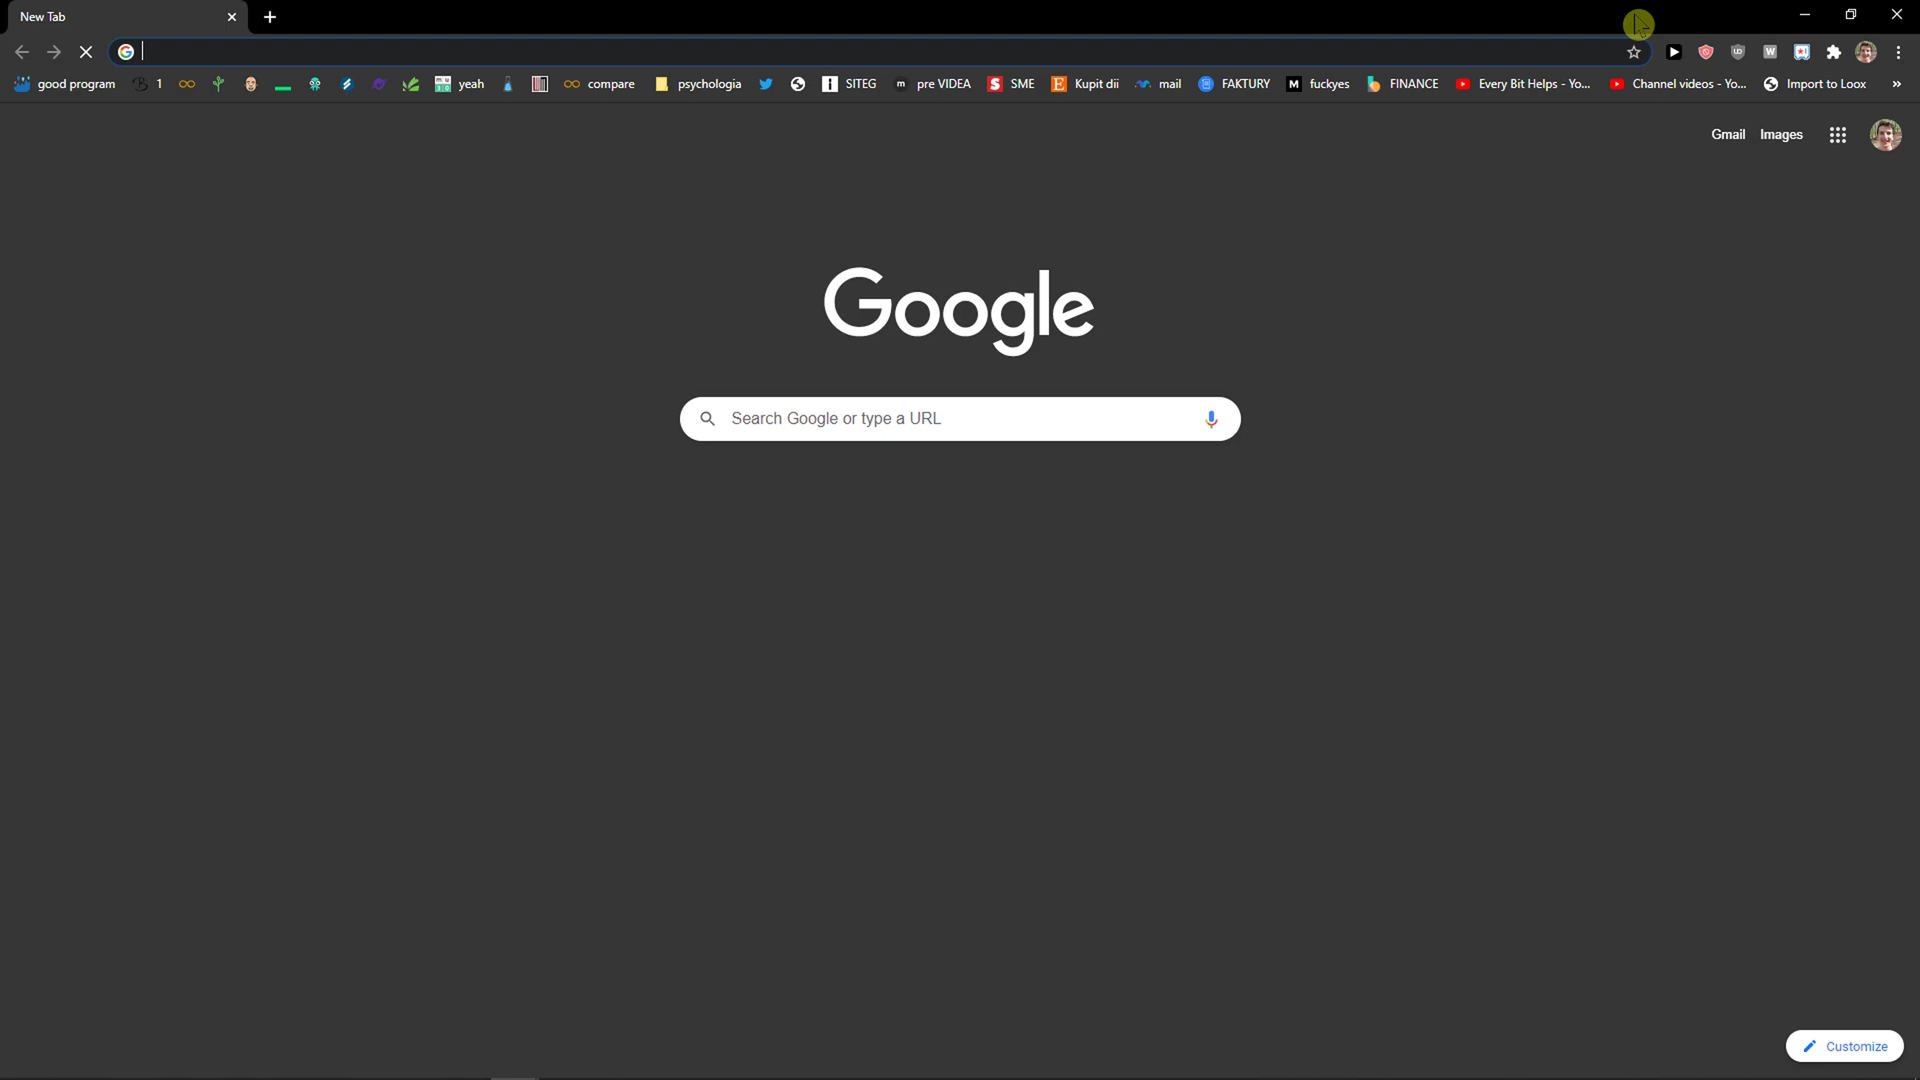 New Tab
good program 1 yeah compare psychologia SITEG m pre VIDEA S SME E Kupit dii mail FAKTURY M fuckyes FINANCE Every Bit Helps - Yo... Channel videos - Yo... Import to Loox »
Gmail Images
Google
Search Google or type a URL
Customize